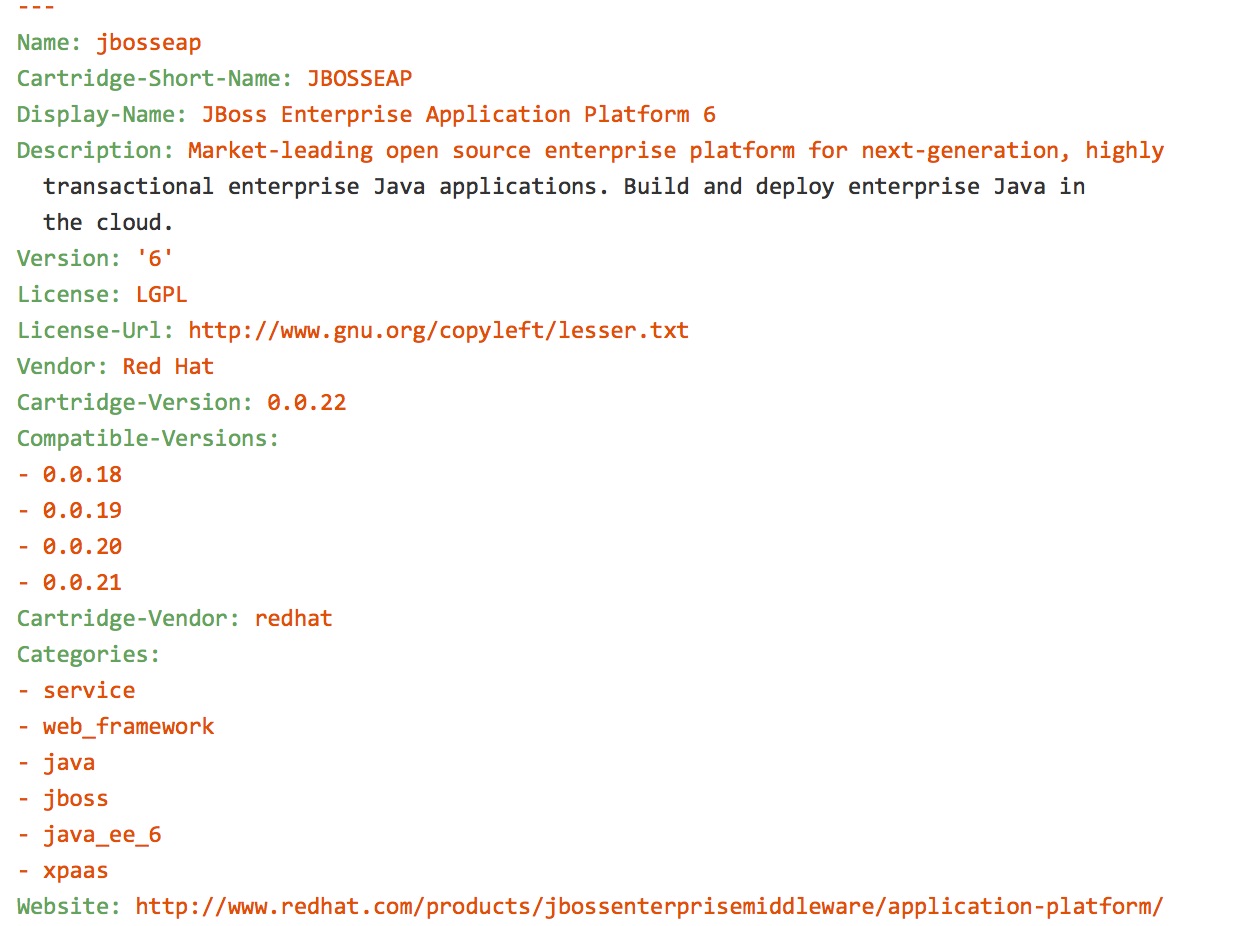 ---
Name: jbosseap
Cartridge-Short-Name: JBOSSEAP
Display-Name: JBoss Enterprise Application Platform 6
Description: Market-leading open source enterprise platform for next-generation, highly
  transactional enterprise Java applications. Build and deploy enterprise Java in
  the cloud.
Version: '6'
License: LGPL
License-Url: http://www.gnu.org/copyleft/lesser.txt
Vendor: Red Hat
Cartridge-Version: 0.0.22
Compatible-Versions:
- 0.0.18
- 0.0.19
- 0.0.20
- 0.0.21
Cartridge-Vendor: redhat
Categories:
- service
- web_framework
- java
- jboss
- java_ee_6
- xpaas
Website: http://www.redhat.com/products/jbossenterprisemiddleware/application-platform/